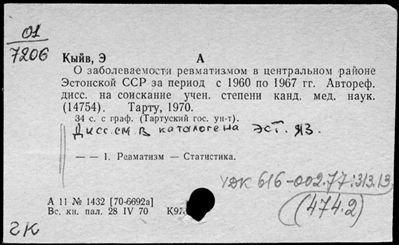 01
7206
Кыйв, Э А
О заболеваемости ревматизмом в центральном районе
Эстонской ССР за период с 1960 по 1967 гг. Автореф.
дисс. на соискание учен. степени канд. мед. наук.
(14754). Тарту, 1970.
34 с. с граф. (Тартуский гос. ун-т).
Дисс. см. в каталоге на эст. яз.
— — 1. Ревматизм — Статистика.
УДК 616-002.77:313.13
А 11 № 1432 [70-6692а]
(474.2)
Вс. кн. пал. 28 IV 70
гк